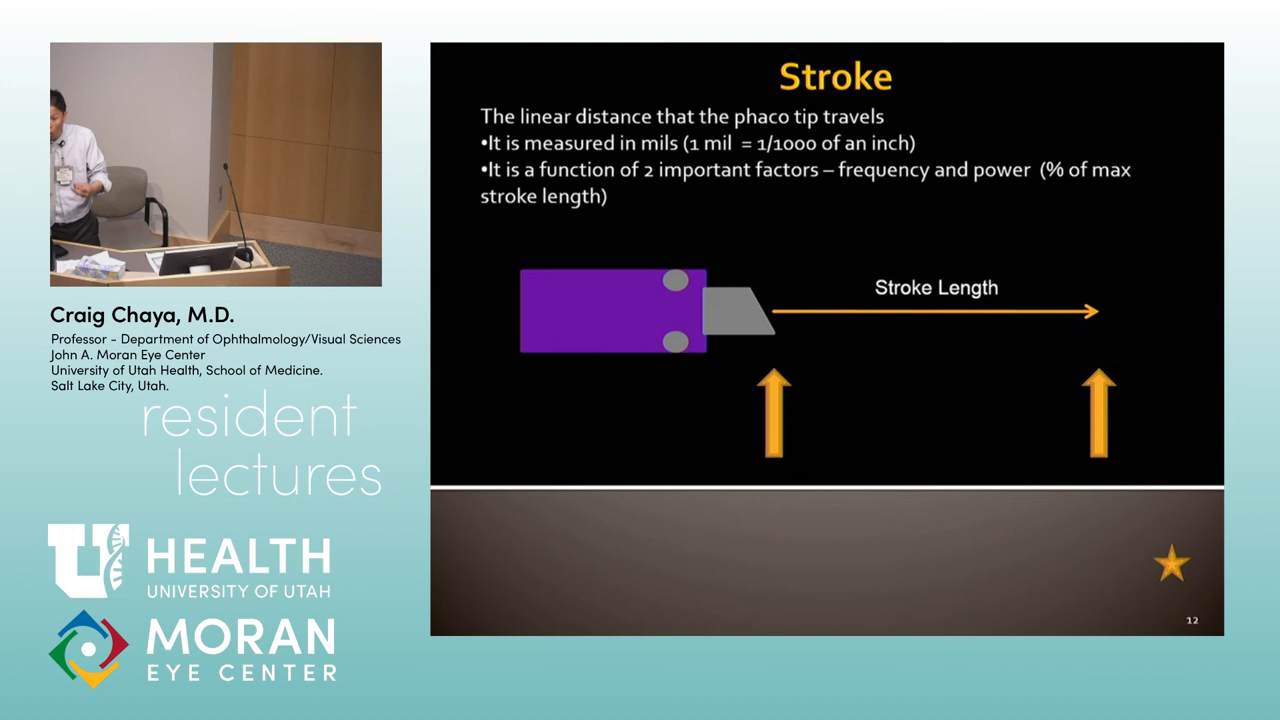 Craig Chaya, M.D.
Professor - Department of Ophthalmology/Visual Sciences
John A. Moran Eye Center
University of Utah Health, School of Medicine.
Salt Lake City, Utah.
resident
lectures
U HEALTH
UNIVERSITY OF UTAH
MORAN
EYE CENTER
Stroke
The linear distance that the phaco tip travels
•It is measured in mils (1 mil = 1/1000 of an inch)
•It is a function of 2 important factors – frequency and power (% of max
stroke length)
Stroke Length
12